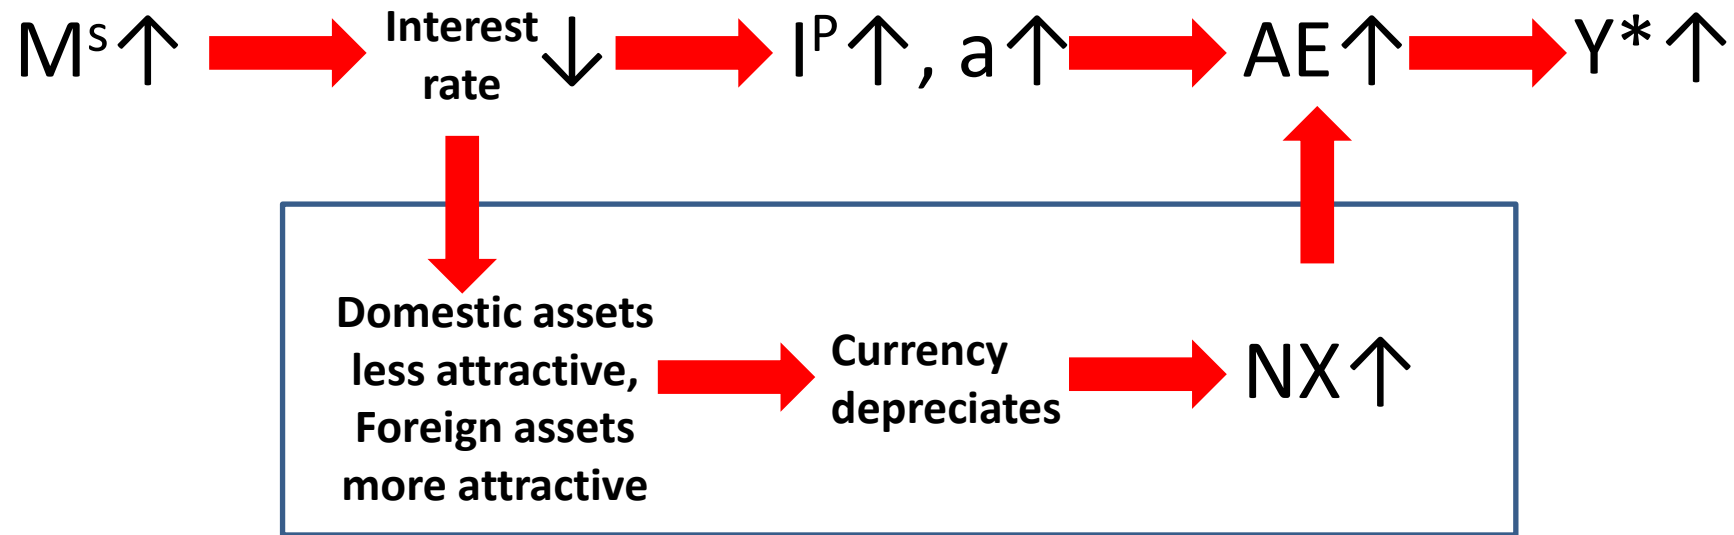 Mˢ↑ Interest rate ↓ Iᴾ↑, a↑ AE↑ Y*↑
Domestic assets
less attractive,
Foreign assets
more attractive
Currency
depreciates
NX↑